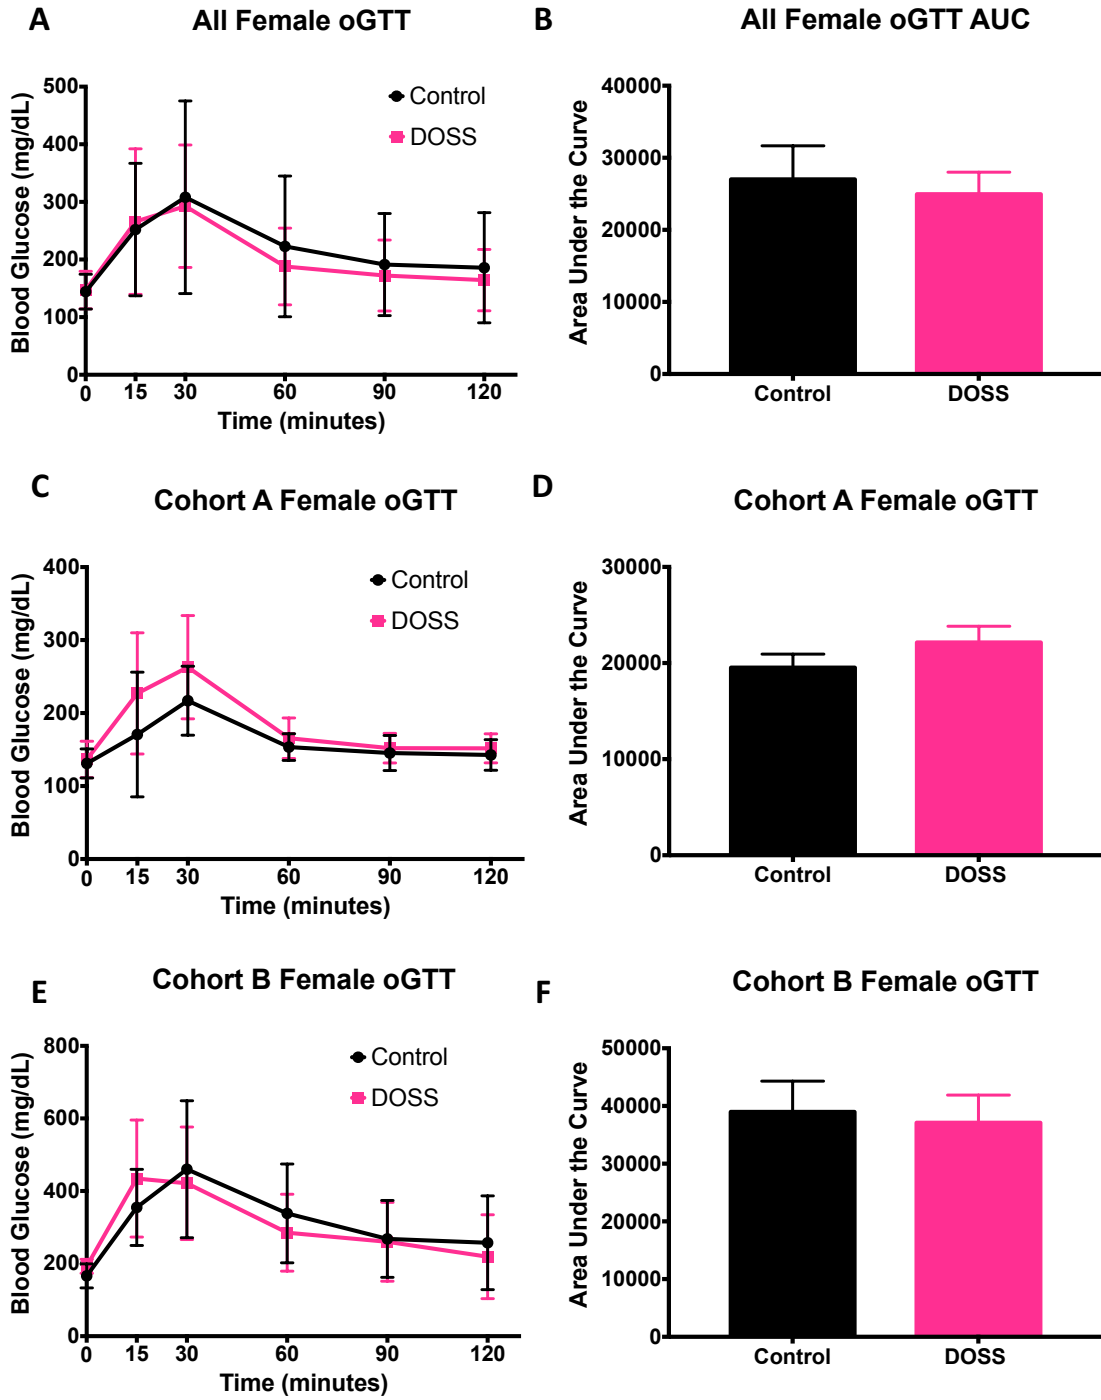 A
All Female oGTT
Blood Glucose (mg/dL)
500
400
300
200
100
0
0 15 30 60 90 120
Time (minutes)
Control
DOSS
B
All Female oGTT AUC
Area Under the Curve
40000
30000
20000
10000
0
Control DOSS
C
Cohort A Female oGTT
Blood Glucose (mg/dL)
400
300
200
100
0
0 15 30 60 90 120
Time (minutes)
Control
DOSS
D
Cohort A Female oGTT
Area Under the Curve
30000
20000
10000
0
Control DOSS
E
Cohort B Female oGTT
Blood Glucose (mg/dL)
800
600
400
200
0
0 15 30 60 90 120
Time (minutes)
Control
DOSS
F
Cohort B Female oGTT
Area Under the Curve
50000
40000
30000
20000
10000
0
Control DOSS